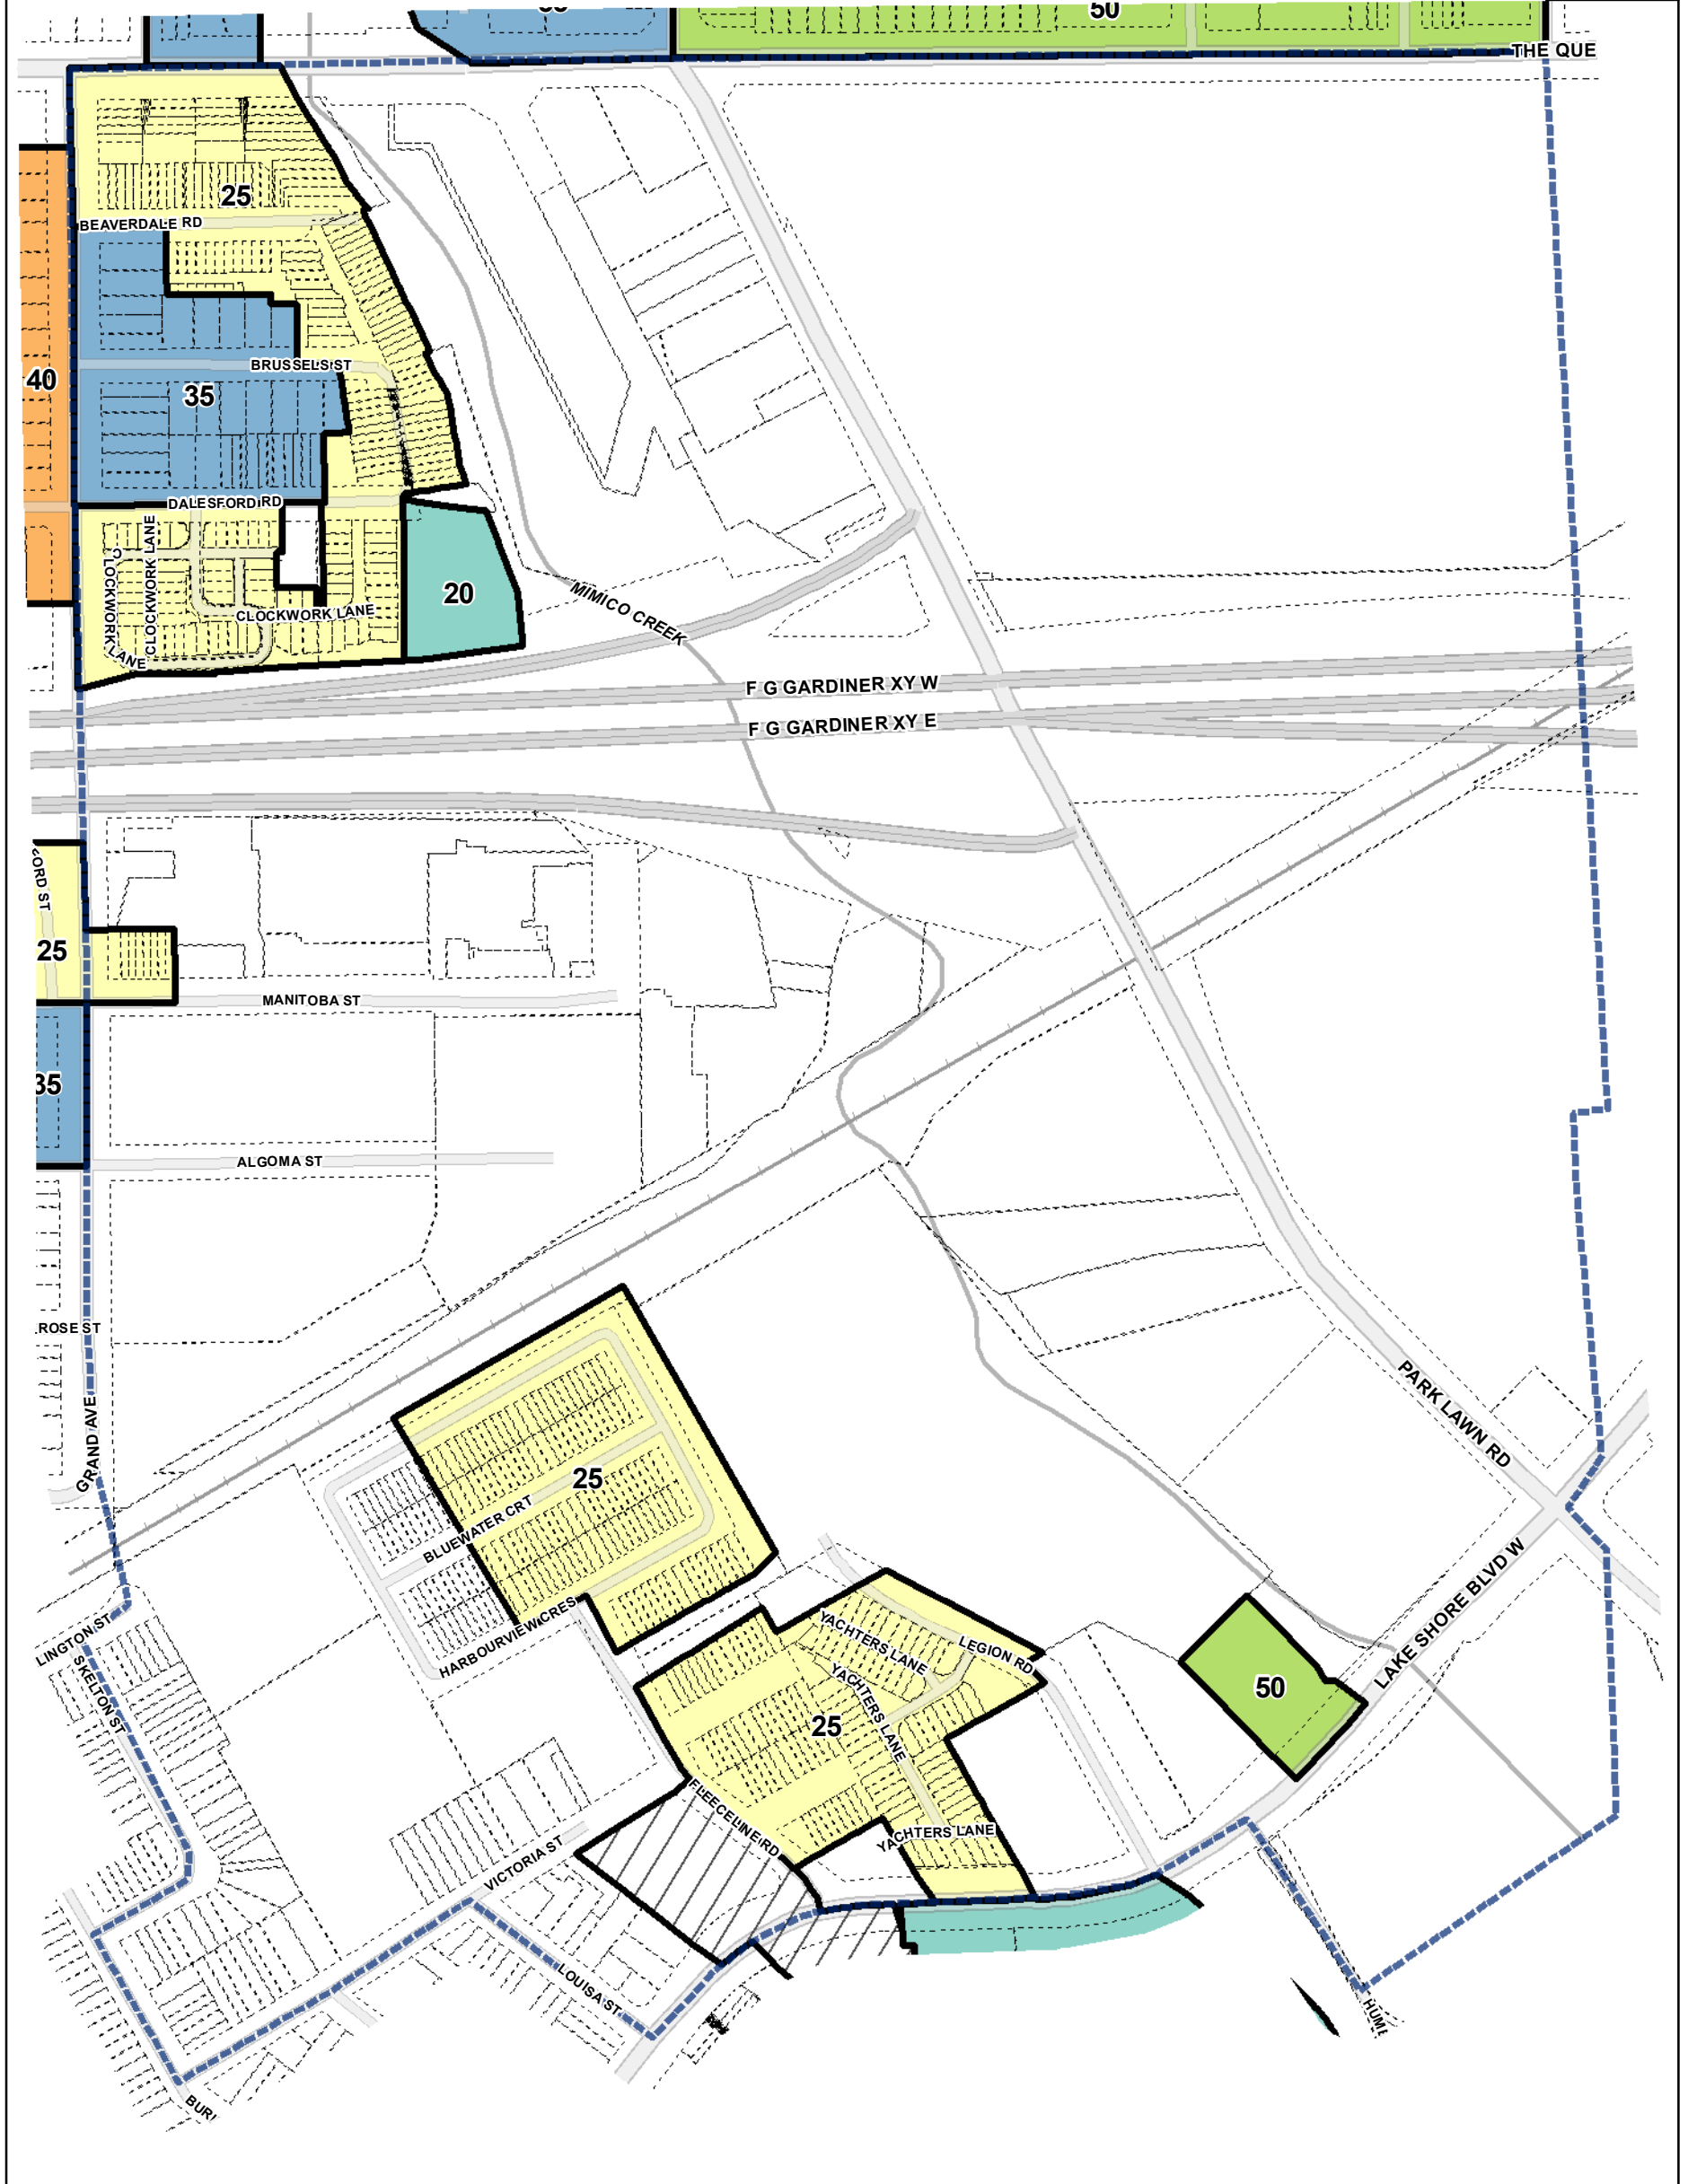 50
THE QUE
25
BEAVERDALE RD
BRUSSELS ST
40
35
DALESFORD RD
CLOCKWORK LANE
CLOCKWORK LANE
CLOCKWORK LANE
20
MIMICO CREEK
F G GARDINER XY W
F G GARDINER XY E
ORD ST
25
MANITOBA ST
35
ALGOMA ST
ROSE ST
GRAND AVE
PARK LAWN RD
25
BLUEWATER CRT
HARBOURVIEW CRES
LINGTON ST
SKELTON ST
YACHTERS LANE
LEGION RD
YACHTERS LANE
25
50
LAKE SHORE BLVD W
FLEECELINE RD
YACHTERS LANE
VICTORIA ST
LOUISA ST
HUMB
BURL